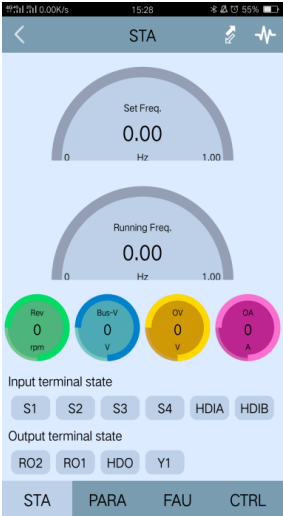 0.00K/s 15:28 55%
STA
Set Freq.
0.00
0 Hz 1.00
Running Freq.
0.00
0 Hz 1.00
Rev Bus-V OV OA
0 0 0 0
rpm V V A
Input terminal state
S1 S2 S3 S4 HDIA HDIB
Output terminal state
RO2 RO1 HDO Y1
STA PARA FAU CTRL